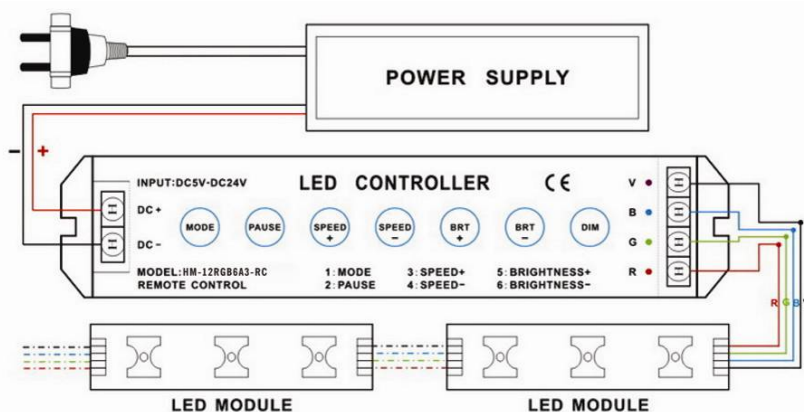 POWER SUPPLY
− +
INPUT:DC5V-DC24V LED CONTROLLER CE V
DC + B
MODE PAUSE SPEED + SPEED − BRT + BRT − DIM
DC − G
MODEL:HM-12RGB6A3-RC 1:MODE 3:SPEED+ 5:BRIGHTNESS+ R
REMOTE CONTROL 2:PAUSE 4:SPEED− 6:BRIGHTNESS−
R G B V
LED MODULE LED MODULE